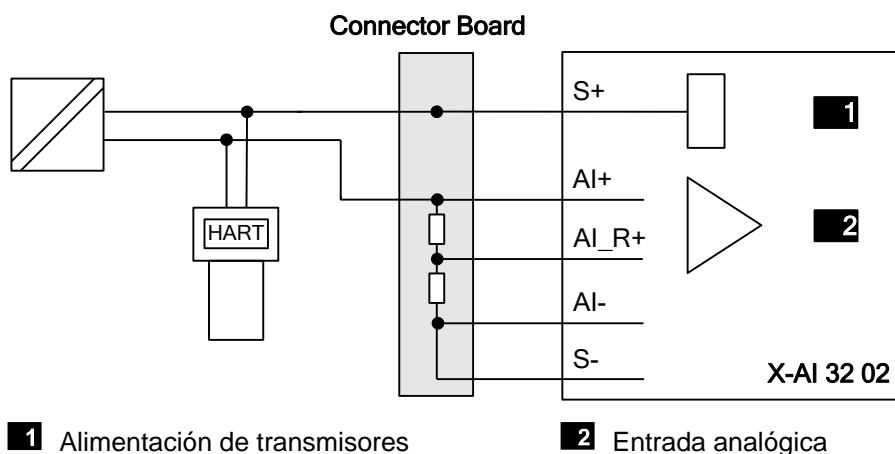 Connector Board
S+
1
AI+
2
HART
AI_R+
AI-
S-
X-AI 32 02
1 Alimentación de transmisores
2 Entrada analógica